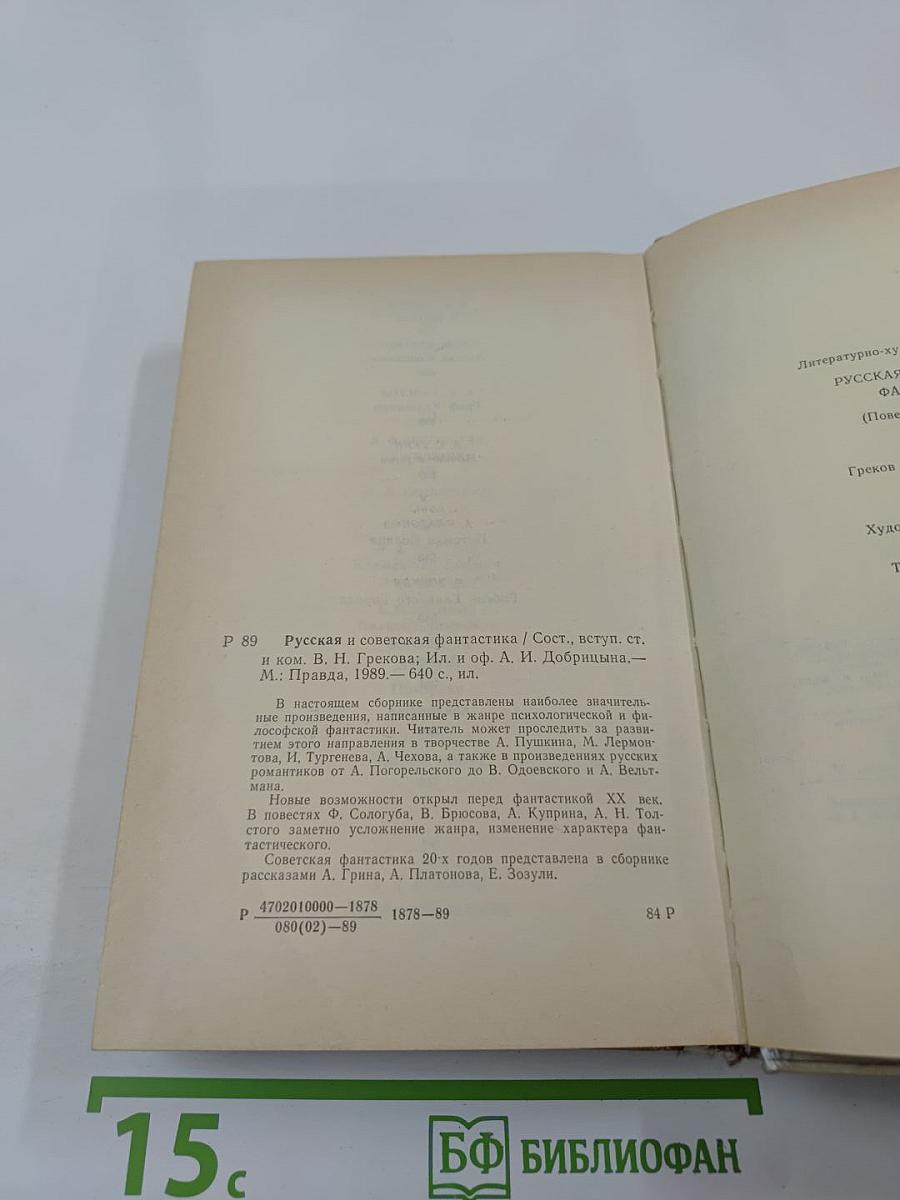 Р 89 Русская и советская фантастика / Сост., вступ. ст.
и ком. В. Н. Грекова; Ил. и оф. А. И. Добрицына.—
М.: Правда, 1989.— 640 с., ил.
В настоящем сборнике представлены наиболее значитель-
ные произведения, написанные в жанре психологической и фи-
лософской фантастики. Читатель может проследить за разви-
тием этого направления в творчестве А. Пушкина, М. Лермон-
това, И. Тургенева, А. Чехова, а также в произведениях русских
романтиков от А. Погорельского до В. Одоевского и А. Вельт-
мана.
Новые возможности открыл перед фантастикой XX век.
В повестях Ф. Сологуба, В. Брюсова, А. Куприна, А. Н. Тол-
стого заметно усложнение жанра, изменение характера фан-
тастического.
Советская фантастика 20-х годов представлена в сборнике
рассказами А. Грина, А. Платонова, Е. Зозули.
Р 4702010000—1878
080(02)—89
1878—89
84 Р
Литературно-ху
РУССКАЯ
ФА
(Пове
Греков
Худо
Т
15 с
БФ БИБЛИОФАН